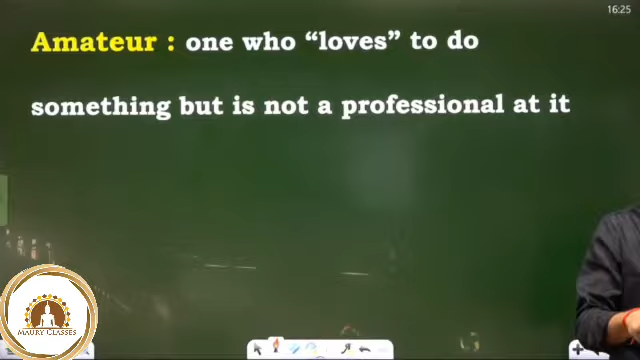 16:25
Amateur : one who “loves” to do
something but is not a professional at it
MAURY CLASSES